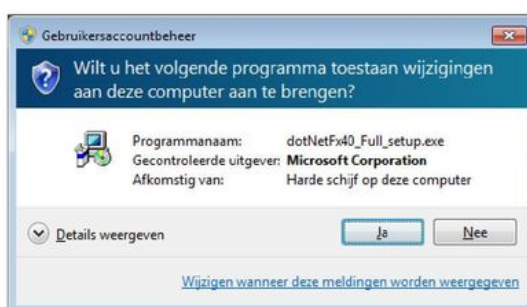 Gebruikersaccountbeheer
Wilt u het volgende programma toestaan wijzigingen
aan deze computer aan te brengen?
Programmanaam: dotNetFx40_Full_setup.exe
Gecontroleerde uitgever: Microsoft Corporation
Afkomstig van: Harde schijf op deze computer
Details weergeven
Ja
Nee
Wijzigen wanneer deze meldingen worden weergegeven